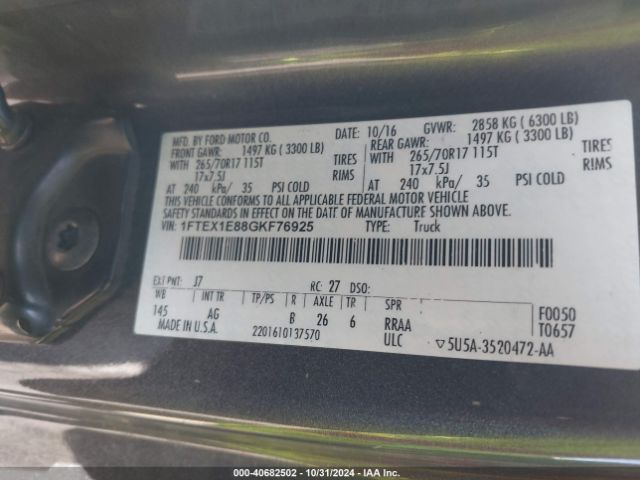 MFD. BY FORD MOTOR CO. DATE: 10/16 GVWR: 2858 KG ( 6300 LB)
FRONT GAWR: 1497 KG ( 3300 LB) REAR GAWR: 1497 KG ( 3300 LB)
WITH 265/70R17 115T TIRES WITH 265/70R17 115T TIRES
17x7.5J RIMS 17x7.5J RIMS
AT 240 kPa/ 35 PSI COLD AT 240 kPa/ 35 PSI COLD
THIS VEHICLE CONFORMS TO ALL APPLICABLE FEDERAL MOTOR VEHICLE
SAFETY STANDARDS IN EFFECT ON THE DATE OF MANUFACTURE SHOWN ABOVE.
VIN: 1FTEX1E88GKF76925 TYPE: Truck
EXT PNT: J7 RC: 27 DSO:
WB INT TR TP/PS R AXLE TR SPR
145 AG B 26 6 RRAA F0050
MADE IN U.S.A. 2201610137570 ULC ▽5U5A-3520472-AA T0657
000-40682502 - 10/31/2024 - IAA Inc.